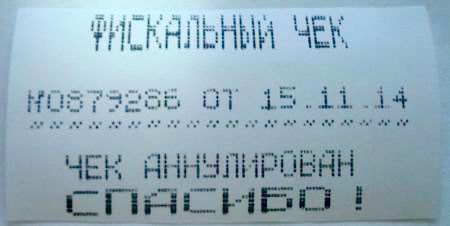 ФИСКАЛЬНЫЙ ЧЕК
№0879286 ОТ 15.11.14
ЧЕК АННУЛИРОВАН
СПАСИБО!